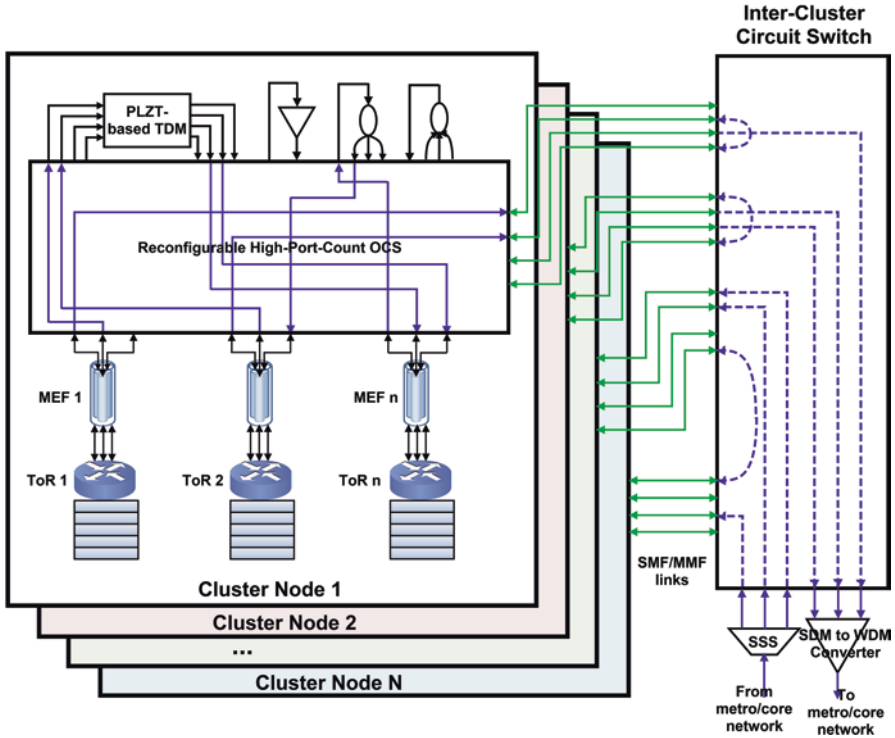 Inter-Cluster
Circuit Switch
PLZT-
based TDM
Reconfigurable High-Port-Count OCS
MEF 1
MEF 2
MEF n
ToR 1
ToR 2
ToR n
Cluster Node 1
Cluster Node 2
...
Cluster Node N
SMF/MMF
links
SSS
SDM to WDM
Converter
From
metro/core
network
To
metro/core
network